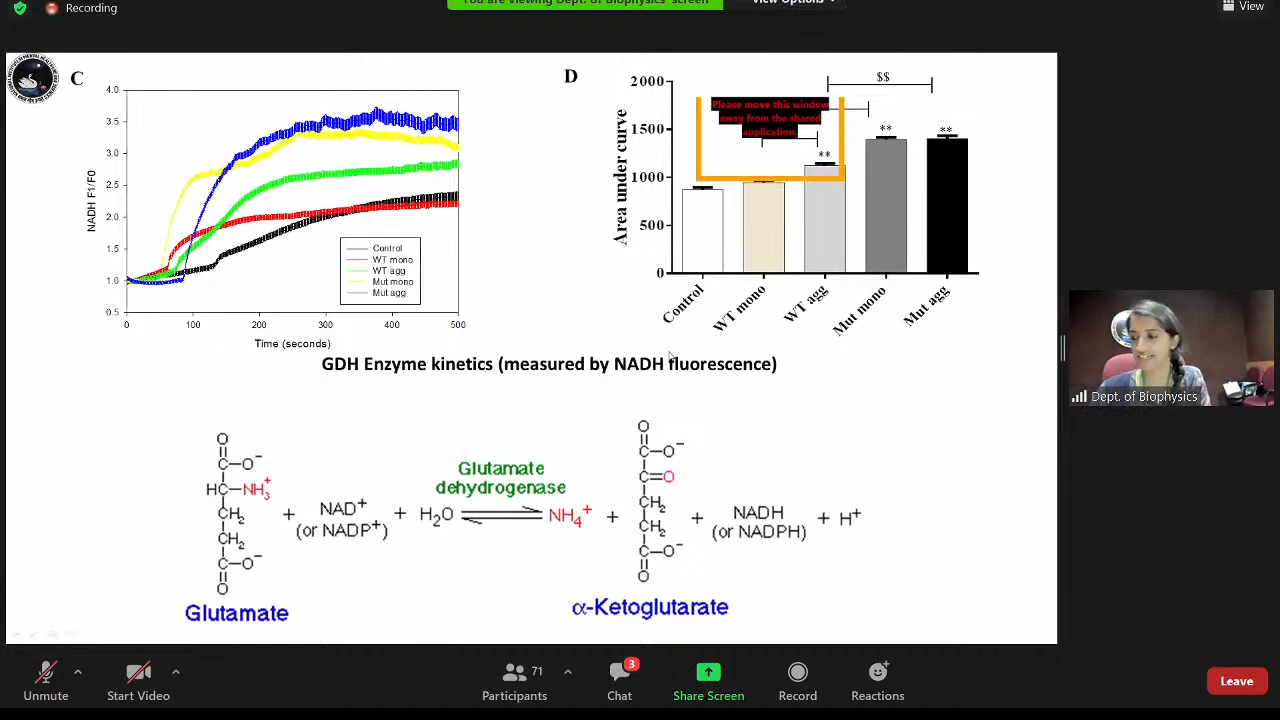 Recording
You are viewing Dept. of Biophysics' screen
View Options
View
C
4.0
3.5
3.0
2.5
2.0
1.5
1.0
0.5
NADH F1/F0
0
100
200
300
400
500
Time (seconds)
Control
WT mono
WT agg
Mut mono
Mut agg
D
2000
1500
1000
500
0
Area under curve
$$
Please move this window
away from the shared
application.
**
**
**
Control
WT mono
WT agg
Mut mono
Mut agg
GDH Enzyme kinetics (measured by NADH fluorescence)
O
C—O⁻
HC—NH₃⁺
CH₂
CH₂
C—O⁻
O
Glutamate
+
NAD⁺
(or NADP⁺)
+
H₂O
Glutamate
dehydrogenase
NH₄⁺
+
O
C—O⁻
C=O
CH₂
CH₂
C—O⁻
O
α-Ketoglutarate
+
NADH
(or NADPH)
+ H⁺
Dept. of Biophysics
Unmute
Start Video
71
Participants
3
Chat
Share Screen
Record
Reactions
Leave